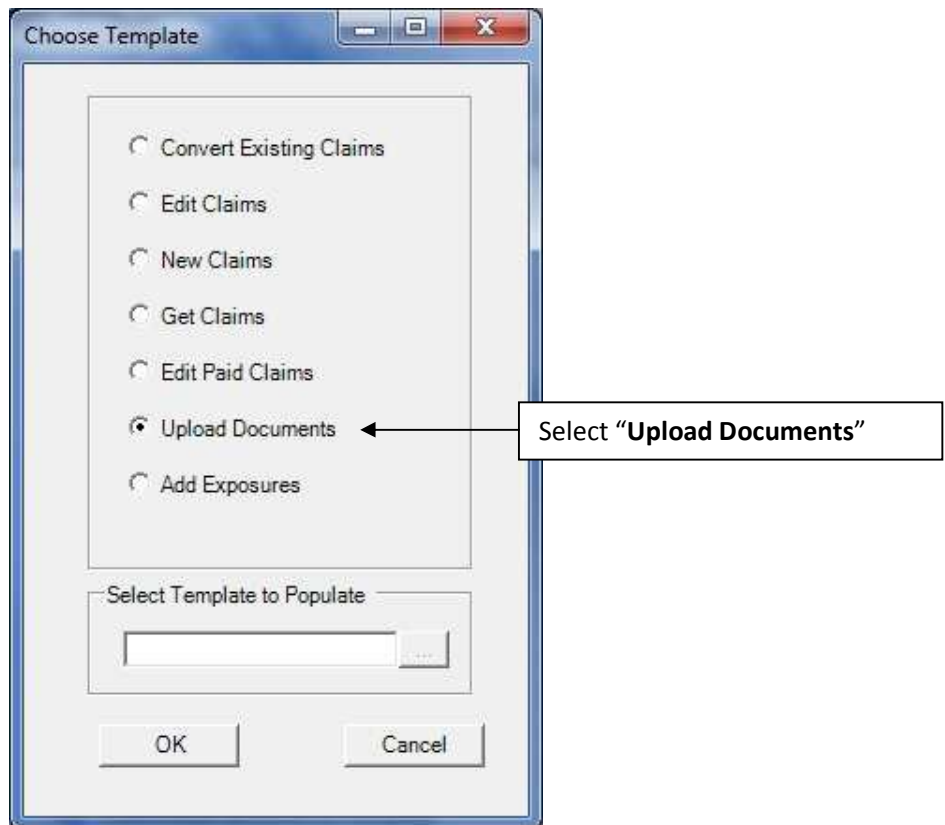 Choose Template
Convert Existing Claims
Edit Claims
New Claims
Get Claims
Edit Paid Claims
Upload Documents
Select “Upload Documents”
Add Exposures
Select Template to Populate
...
OK
Cancel